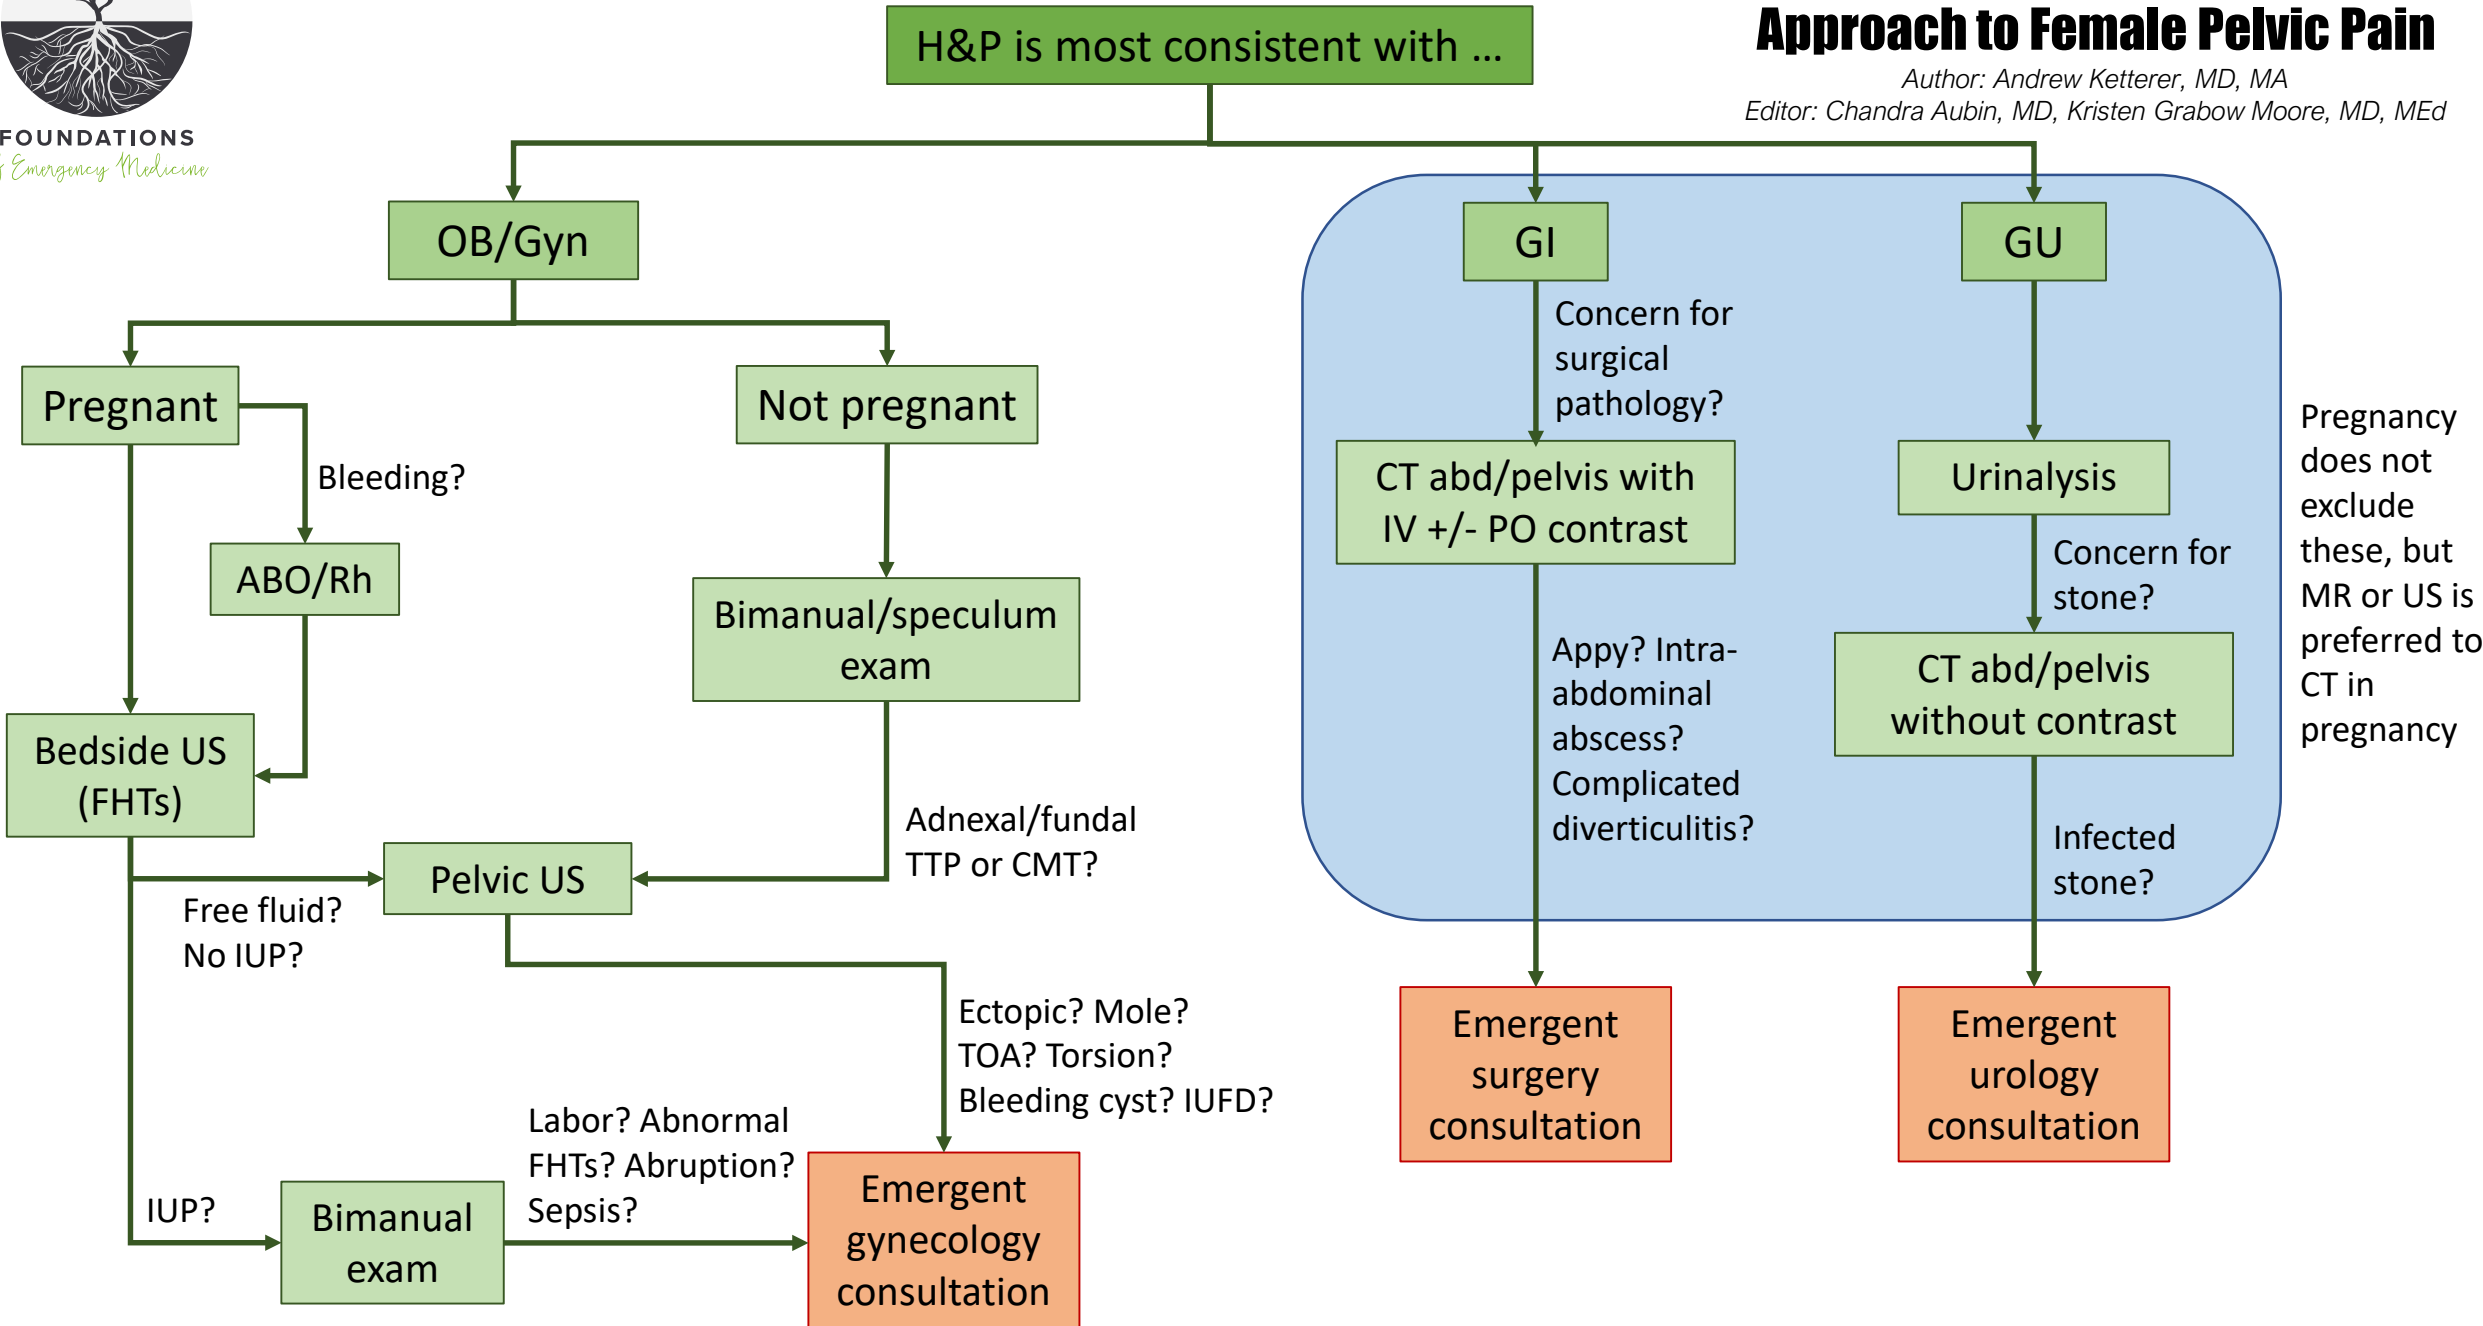 FOUNDATIONS
of Emergency Medicine
H&P is most consistent with ...
Approach to Female Pelvic Pain
Author: Andrew Ketterer, MD, MA
Editor: Chandra Aubin, MD, Kristen Grabow Moore, MD, MEd
OB/Gyn
GI
GU
Pregnant
Not pregnant
Bleeding?
ABO/Rh
Bedside US
(FHTs)
Bimanual/speculum
exam
Adnexal/fundal
TTP or CMT?
Pelvic US
Free fluid?
No IUP?
Ectopic? Mole?
TOA? Torsion?
Bleeding cyst? IUFD?
IUP?
Bimanual
exam
Labor? Abnormal
FHTs? Abruption?
Sepsis?
Emergent
gynecology
consultation
Concern for
surgical
pathology?
CT abd/pelvis with
IV +/- PO contrast
Appy? Intra-
abdominal
abscess?
Complicated
diverticulitis?
Emergent
surgery
consultation
Urinalysis
Concern for
stone?
CT abd/pelvis
without contrast
Infected
stone?
Emergent
urology
consultation
Pregnancy
does not
exclude
these, but
MR or US is
preferred to
CT in
pregnancy